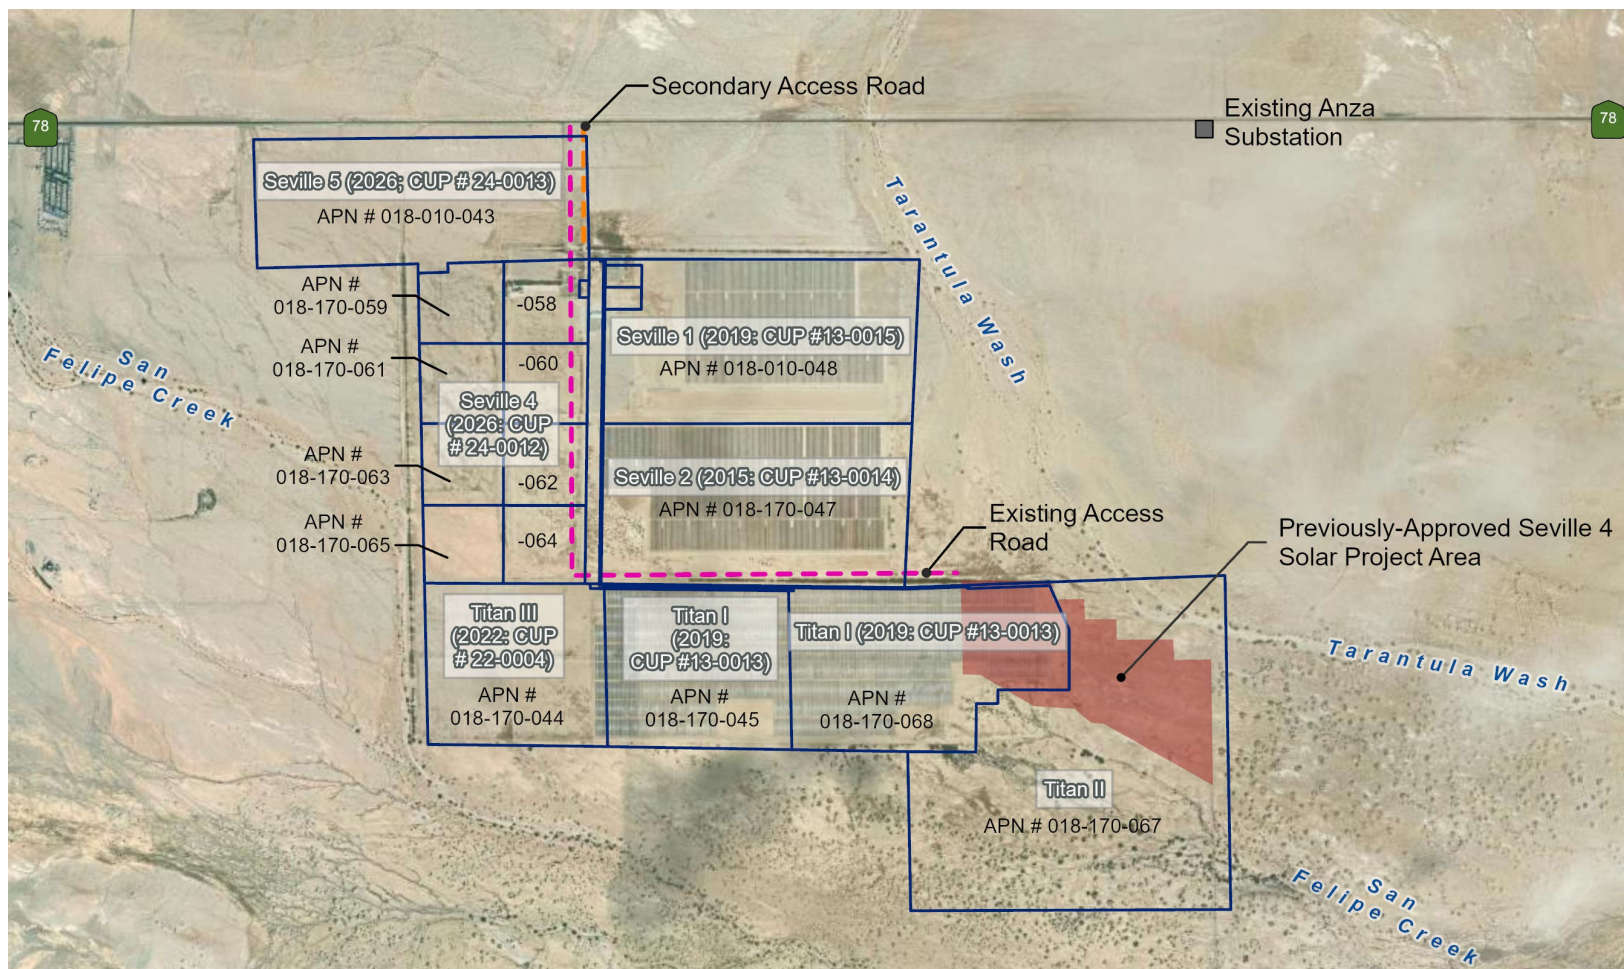 Secondary Access Road
78
Existing Anza
Substation
78
Seville 5 (2026; CUP # 24-0013)
APN # 018-010-043
Tarantula Wash
APN #
018-170-059
-058
Seville 1 (2019: CUP #13-0015)
APN # 018-010-048
APN #
018-170-061
-060
San
Felipe Creek
Seville 4
(2026: CUP
# 24-0012)
APN #
018-170-063
-062
Seville 2 (2015: CUP #13-0014)
APN # 018-170-047
APN #
018-170-065
-064
Existing Access
Road
Previously-Approved Seville 4
Solar Project Area
Titan III
(2022: CUP
# 22-0004)
APN #
018-170-044
Titan I
(2019:
CUP #13-0013)
APN #
018-170-045
Titan I (2019: CUP #13-0013)
APN #
018-170-068
Tarantula Wash
Titan II
APN # 018-170-067
San
Felipe Creek